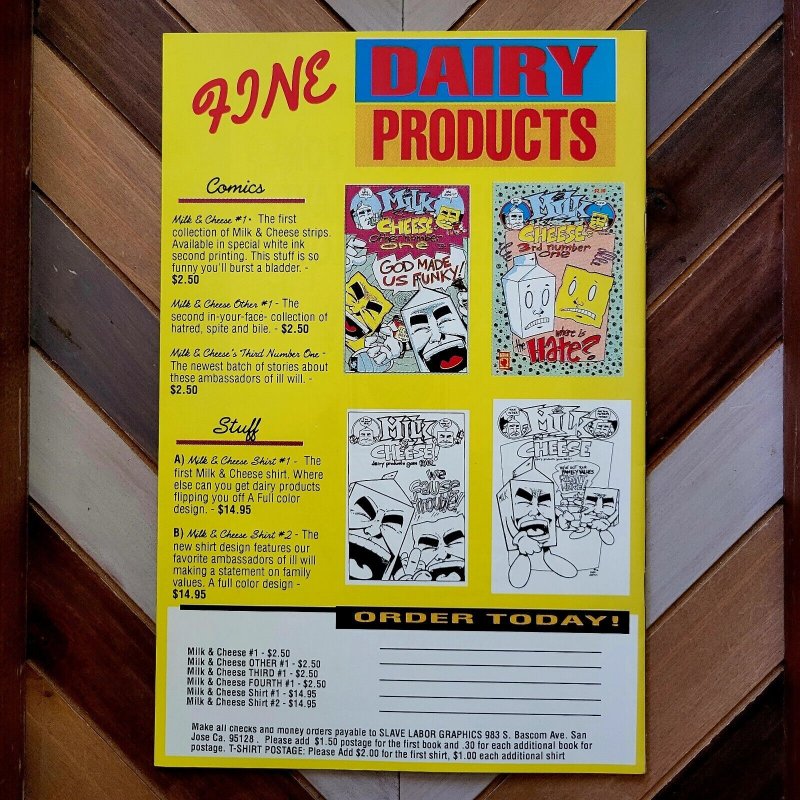 FINE
DAIRY
PRODUCTS
Comics
Milk & Cheese #1 - The first
collection of Milk & Cheese strips.
Available in special white ink
second printing. This stuff is so
funny you'll burst a bladder. -
$2.50
Milk & Cheese Other #1 - The
second in-your-face- collection of
hatred, spite and bile. - $2.50
Milk & Cheese's Third Number One -
The newest batch of stories about
these ambassadors of ill will. -
$2.50
MILK
CHEESE
other number
one
GOD MADE
US FUNKY!
MILK
CHEESE
3rd number
one
where is
the Hate?
Stuff
A) Milk & Cheese Shirt #1 - The
first Milk & Cheese shirt. Where
else can you get dairy products
flipping you off A Full color
design. - $14.95
B) Milk & Cheese Shirt #2 - The
new shirt design features our
favorite ambassadors of ill will
making a statement on family
values. A full color design -
$14.95
MILK
CHEESE!
dairy products gone BAD!
We
Cause
Trouble!
MILK
CHEESE
FAMILY VALUES
ORDER TODAY!
Milk & Cheese #1 - $2.50
Milk & Cheese OTHER #1 - $2.50
Milk & Cheese THIRD #1 - $2.50
Milk & Cheese FOURTH #1 - $2.50
Milk & Cheese Shirt #1 - $14.95
Milk & Cheese Shirt #2 - $14.95
Make all checks and money orders payable to SLAVE LABOR GRAPHICS 983 S. Bascom Ave. San
Jose Ca. 95128 . Please add $1.50 postage for the first book and .30 for each additional book for
postage. T-SHIRT POSTAGE: Please Add $2.00 for the first shirt, $1.00 each additional shirt